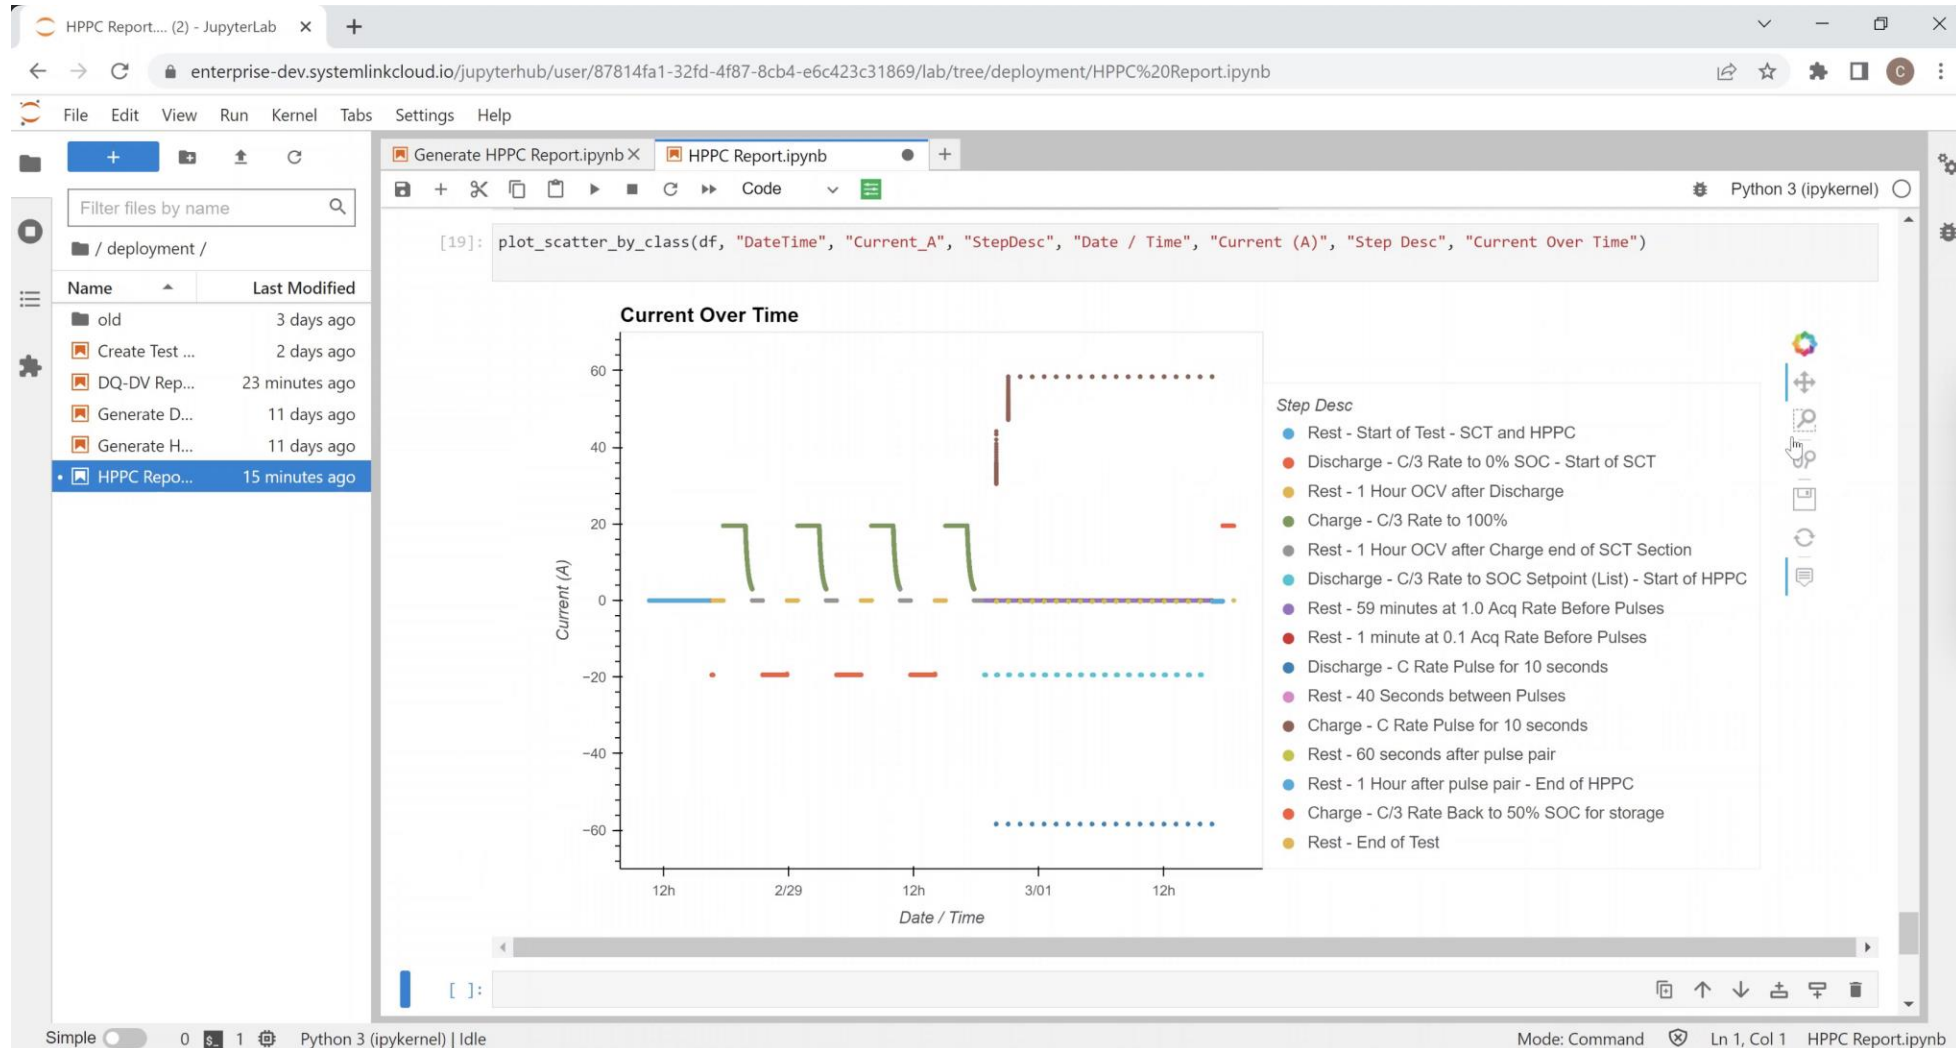 HPPC Report.... (2) - JupyterLab
enterprise-dev.systemlinkcloud.io/jupyterhub/user/87814fa1-32fd-4f87-8cb4-e6c423c31869/lab/tree/deployment/HPPC%20Report.ipynb
C
File Edit View Run Kernel Tabs Settings Help
Filter files by name
/ deployment /
Name Last Modified
old 3 days ago
Create Test ... 2 days ago
DQ-DV Rep... 23 minutes ago
Generate D... 11 days ago
Generate H... 11 days ago
HPPC Repo... 15 minutes ago
Generate HPPC Report.ipynb
HPPC Report.ipynb
Code
Python 3 (ipykernel)
[19]: plot_scatter_by_class(df, "DateTime", "Current_A", "StepDesc", "Date / Time", "Current (A)", "Step Desc", "Current Over Time")
Current Over Time
60
40
20
0
−20
−40
−60
Current (A)
12h 2/29 12h 3/01 12h
Date / Time
Step Desc
Rest - Start of Test - SCT and HPPC
Discharge - C/3 Rate to 0% SOC - Start of SCT
Rest - 1 Hour OCV after Discharge
Charge - C/3 Rate to 100%
Rest - 1 Hour OCV after Charge end of SCT Section
Discharge - C/3 Rate to SOC Setpoint (List) - Start of HPPC
Rest - 59 minutes at 1.0 Acq Rate Before Pulses
Rest - 1 minute at 0.1 Acq Rate Before Pulses
Discharge - C Rate Pulse for 10 seconds
Rest - 40 Seconds between Pulses
Charge - C Rate Pulse for 10 seconds
Rest - 60 seconds after pulse pair
Rest - 1 Hour after pulse pair - End of HPPC
Charge - C/3 Rate Back to 50% SOC for storage
Rest - End of Test
[ ]:
Simple 0 $_ 1 Python 3 (ipykernel) | Idle
Mode: Command Ln 1, Col 1 HPPC Report.ipynb